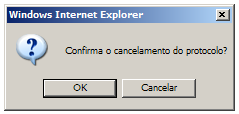 Windows Internet Explorer
Confirma o cancelamento do protocolo?
OK
Cancelar